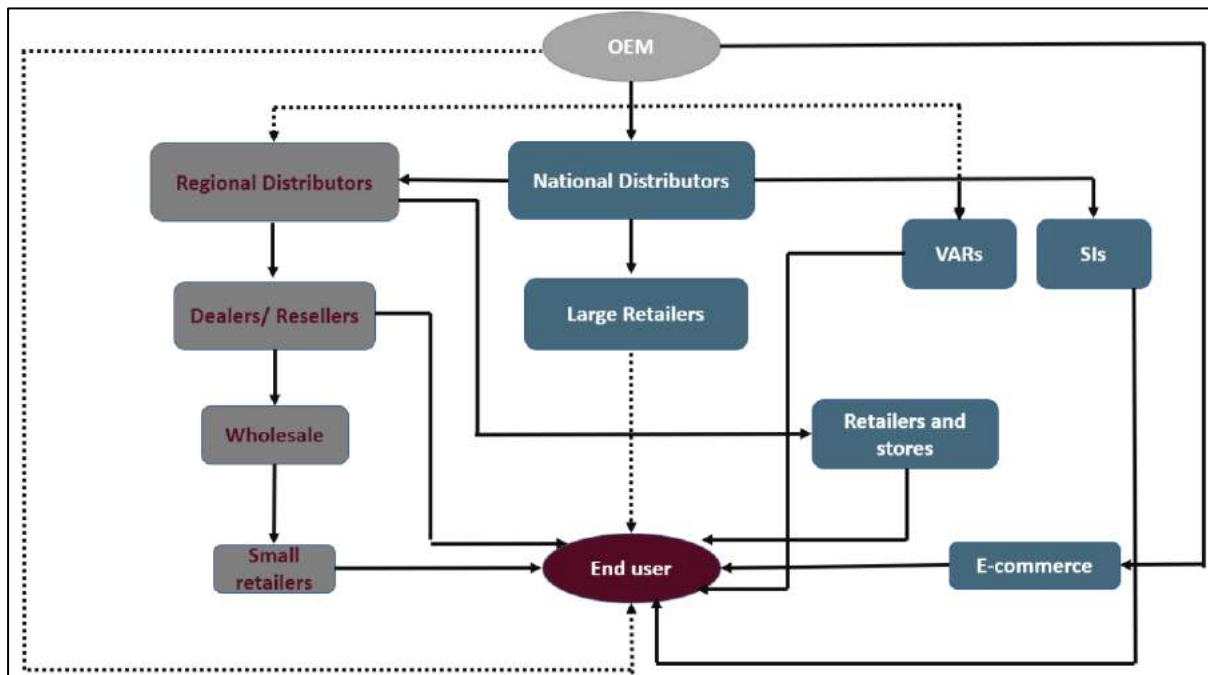 OEM
Regional Distributors
National Distributors
VARs
SIs
Dealers/ Resellers
Large Retailers
Wholesale
Retailers and
stores
Small
retailers
End user
E-commerce